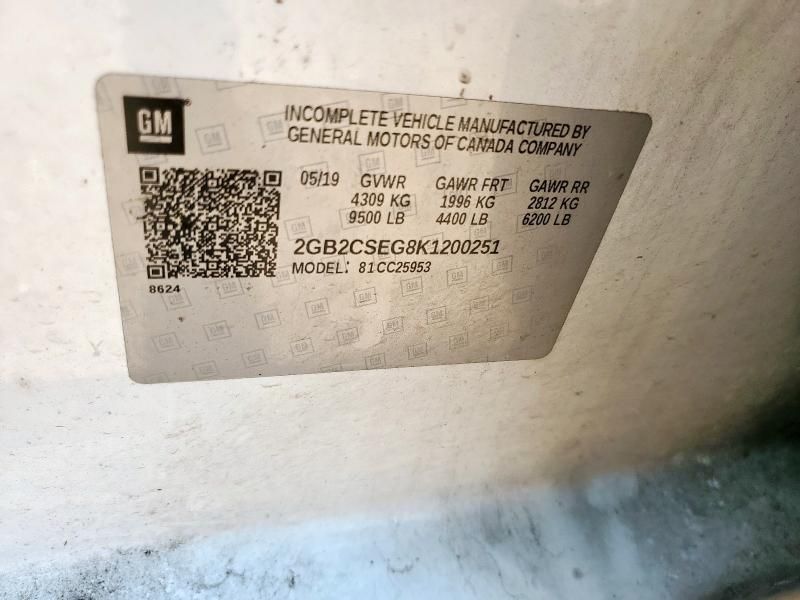 GM
INCOMPLETE VEHICLE MANUFACTURED BY
GENERAL MOTORS OF CANADA COMPANY
05/19 GVWR GAWR FRT GAWR RR
4309 KG 1996 KG 2812 KG
9500 LB 4400 LB 6200 LB
2GB2CSEG8K1200251
MODEL: 81CC25953
8624